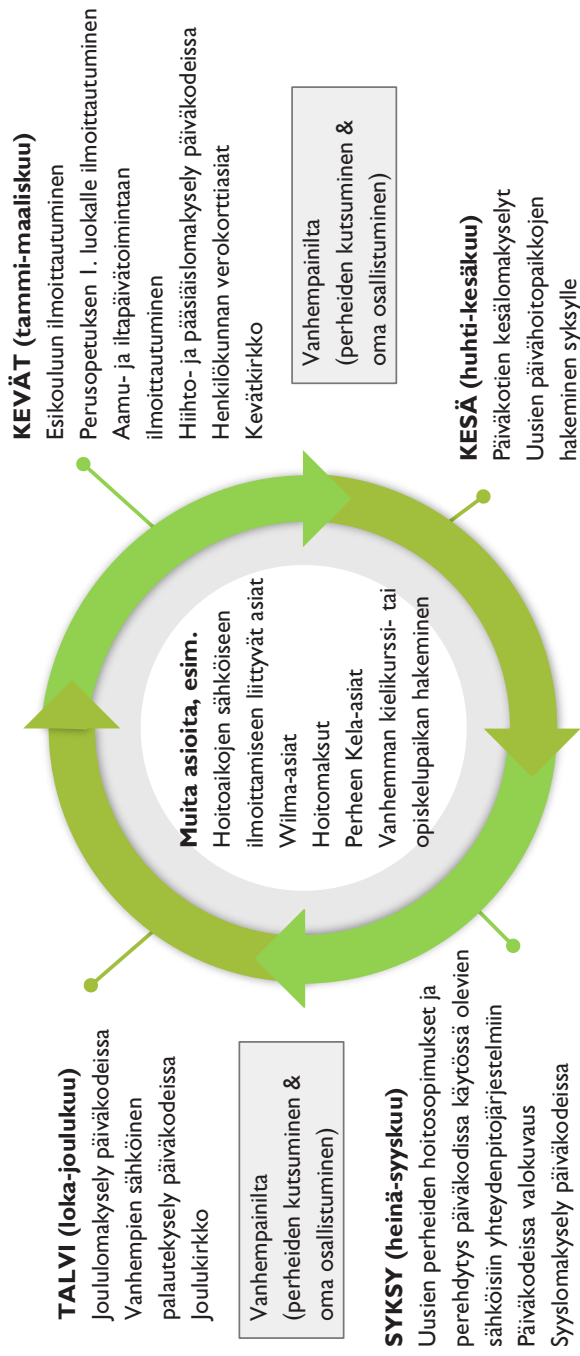 TALVI (loka-joulukuu)
Joululomakysely päiväkodeissa
Vanhempien sähköinen
palautekysely päiväkodeissa
Joulukirkko
Vanhempainilta
(perheiden kutsuminen &
oma osallistuminen)
SYKSY (heinä-syyskuu)
Uusien perheiden hoitosopimukset ja
perehdytys päiväkodissa käytössä olevien
sähköisiin yhteydenpitojärjestelmiin
Päiväkodeissa valokuvaus
Syyslomakysely päiväkodeissa
Muita asioita, esim.
Hoitoaikojen sähköiseen
ilmoittamiseen liittyvät asiat
Wilma-asiat
Hoitomaksut
Perheen Kela-asiat
Vanhemman kielikurssi- tai
opiskelupaikan hakeminen
KEVÄT (tammi-maaliskuu)
Esikouluun ilmoittautuminen
Perusopetuksen 1. luokalle ilmoittautuminen
Aamu- ja iltapäivätoimintaan
ilmoittautuminen
Hiihto- ja pääsiäislomakysely päiväkodeissa
Henkilökunnan verokorttiasiat
Kevätkirkko
Vanhempainilta
(perheiden kutsuminen &
oma osallistuminen)
KESÄ (huhti-kesäkuu)
Päiväkotien kesälomakyselyt
Uusien päivähoitopaikkojen
hakeminen syksylle